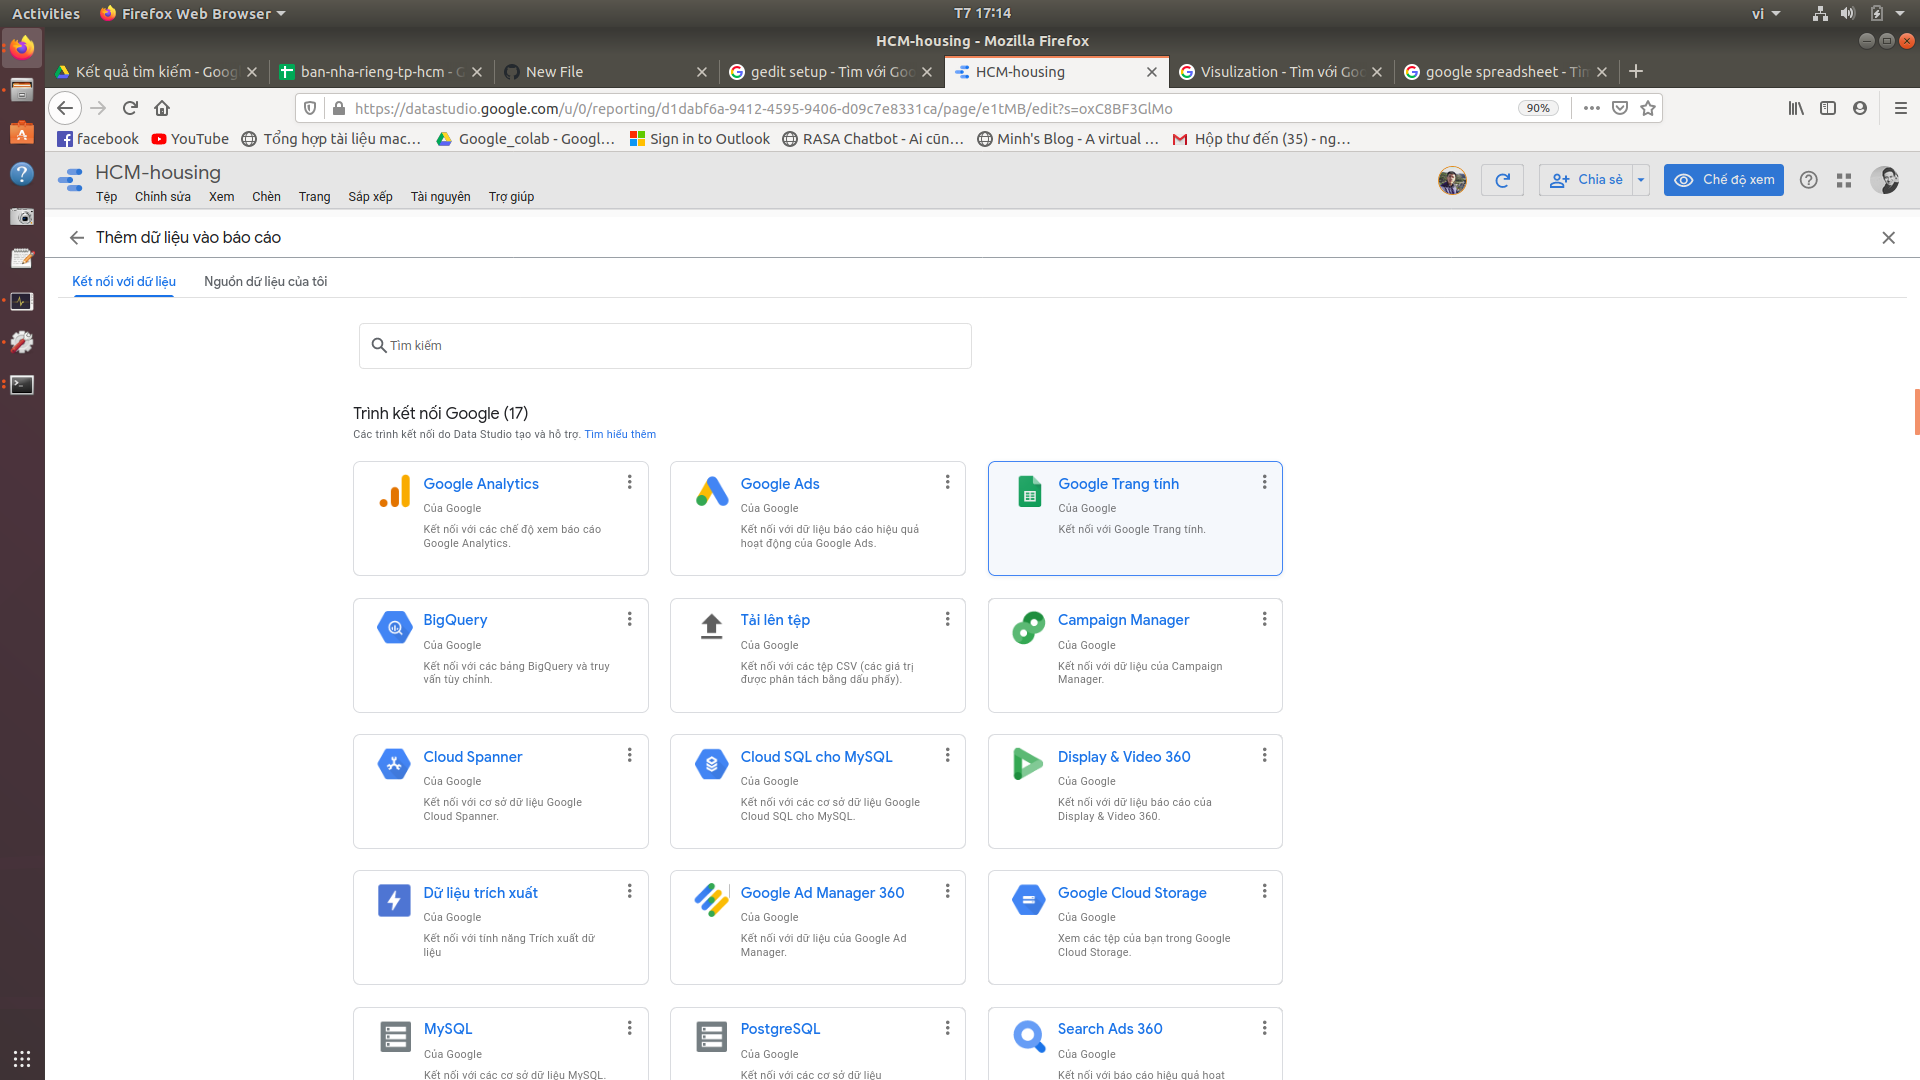 Activities Firefox Web Browser T7 17:14 vi
HCM-housing - Mozilla Firefox
Kết quả tìm kiếm - Goog ban-nha-rieng-tp-hcm - G New File gedit setup - Tìm với Goo HCM-housing Visulization - Tìm với Goo google spreadsheet - Tìn
https://datastudio.google.com/u/0/reporting/d1dabf6a-9412-4595-9406-d09c7e8331ca/page/e1tMB/edit?s=oxC8BF3GlMo 90%
facebook YouTube Tổng hợp tài liệu mac... Google_colab - Googl... Sign in to Outlook RASA Chatbot - Ai cũn... Minh's Blog - A virtual ... Hộp thư đến (35) - ng...
HCM-housing
Tệp Chỉnh sửa Xem Chèn Trang Sắp xếp Tài nguyên Trợ giúp
Chia sẻ Chế độ xem
Thêm dữ liệu vào báo cáo
Kết nối với dữ liệu Nguồn dữ liệu của tôi
Tìm kiếm
Trình kết nối Google (17)
Các trình kết nối do Data Studio tạo và hỗ trợ. Tìm hiểu thêm
Google Analytics
Của Google
Kết nối với các chế độ xem báo cáo
Google Analytics.
Google Ads
Của Google
Kết nối với dữ liệu báo cáo hiệu quả
hoạt động của Google Ads.
Google Trang tính
Của Google
Kết nối với Google Trang tính.
BigQuery
Của Google
Kết nối với các bảng BigQuery và truy
vấn tùy chỉnh.
Tải lên tệp
Của Google
Kết nối với các tệp CSV (các giá trị
được phân tách bằng dấu phẩy).
Campaign Manager
Của Google
Kết nối với dữ liệu của Campaign
Manager.
Cloud Spanner
Của Google
Kết nối với cơ sở dữ liệu Google
Cloud Spanner.
Cloud SQL cho MySQL
Của Google
Kết nối với các cơ sở dữ liệu Google
Cloud SQL cho MySQL.
Display & Video 360
Của Google
Kết nối với dữ liệu báo cáo của
Display & Video 360.
Dữ liệu trích xuất
Của Google
Kết nối với tính năng Trích xuất dữ
liệu
Google Ad Manager 360
Của Google
Kết nối với dữ liệu của Google Ad
Manager.
Google Cloud Storage
Của Google
Xem các tệp của bạn trong Google
Cloud Storage.
MySQL
Của Google
Kết nối với các cơ sở dữ liệu MySQL.
PostgreSQL
Của Google
Kết nối với các cơ sở dữ liệu
Search Ads 360
Của Google
Kết nối với báo cáo hiệu quả hoạt